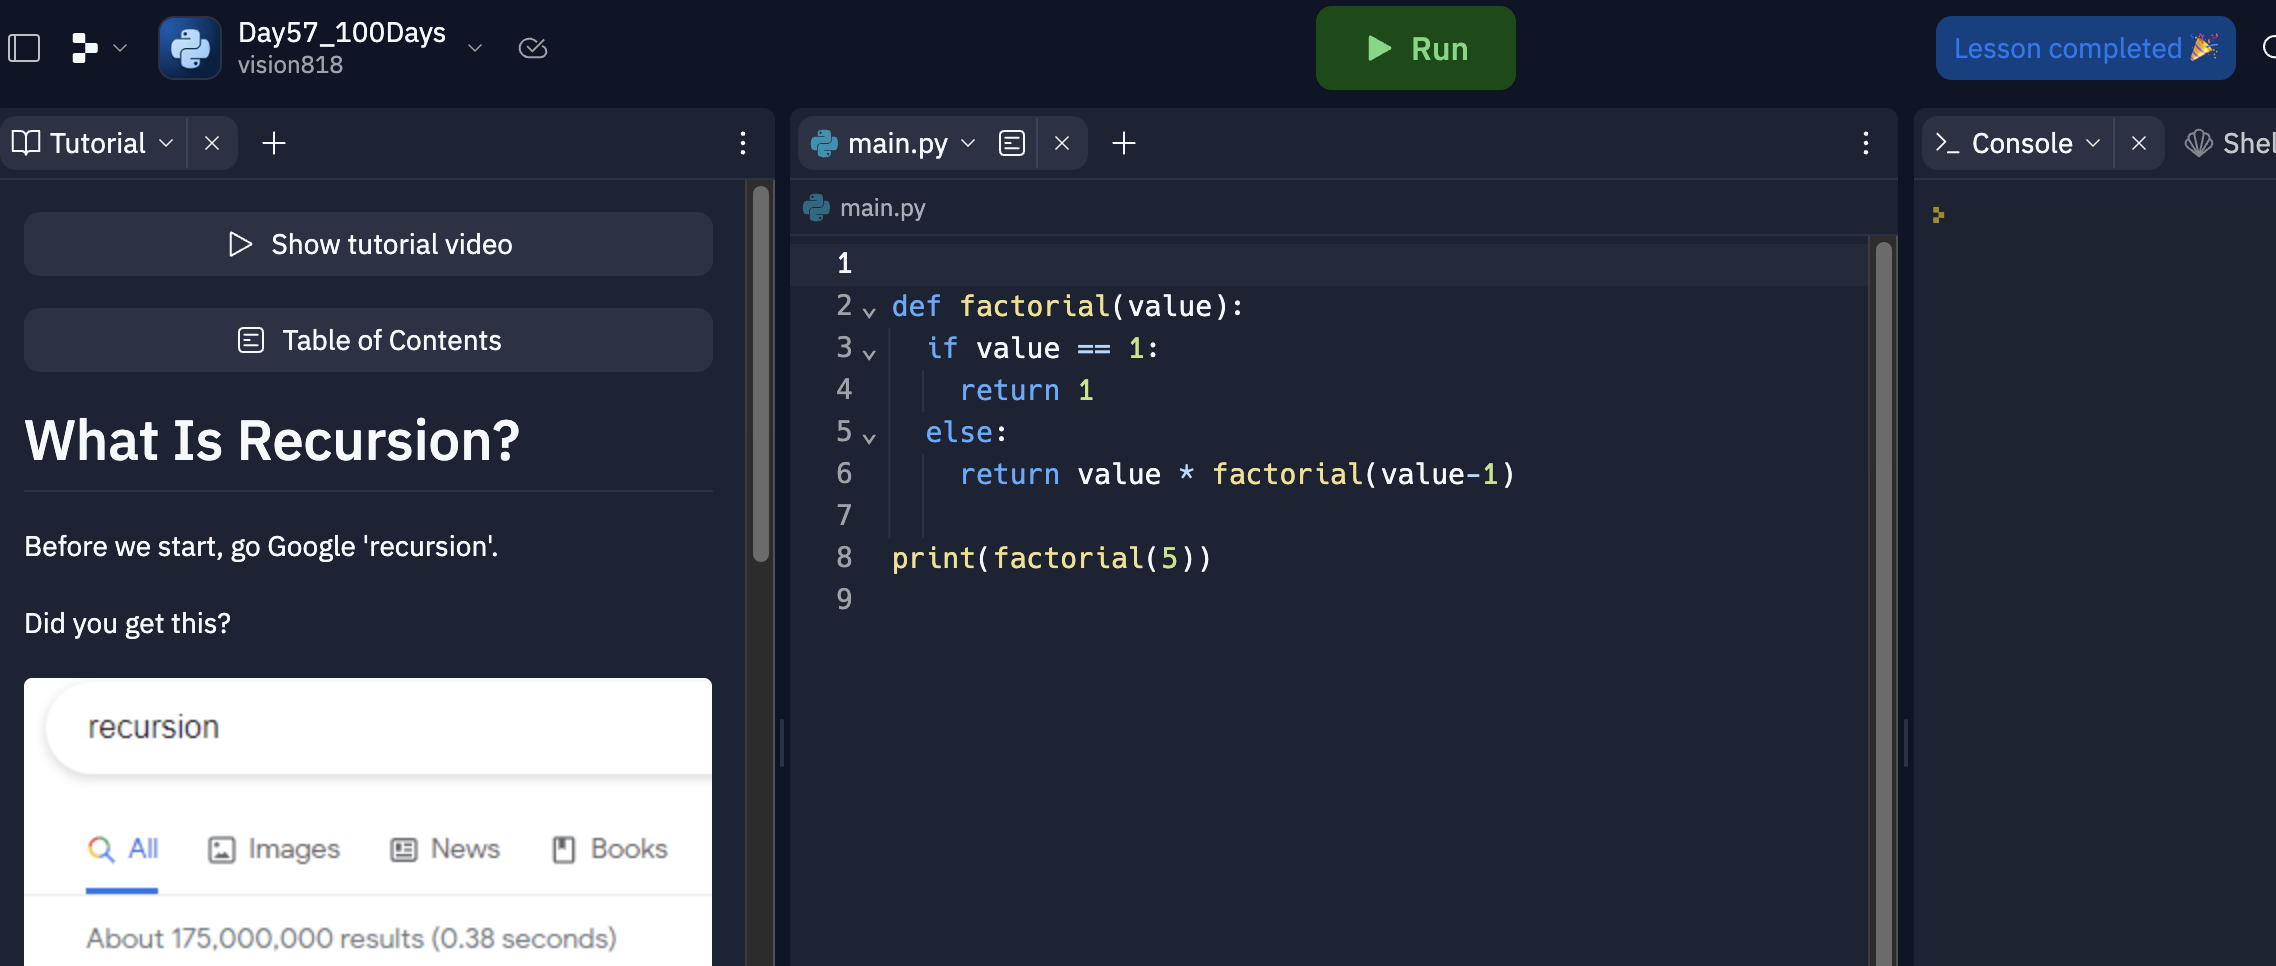 Day57_100Days
vision818
Run
Lesson completed 🎉
Tutorial
Show tutorial video
Table of Contents
What Is Recursion?
Before we start, go Google 'recursion'.
Did you get this?
recursion
All Images News Books
About 175,000,000 results (0.38 seconds)
main.py
main.py
1
2 def factorial(value):
3 if value == 1:
4 return 1
5 else:
6 return value * factorial(value-1)
7
8 print(factorial(5))
9
Console Shel